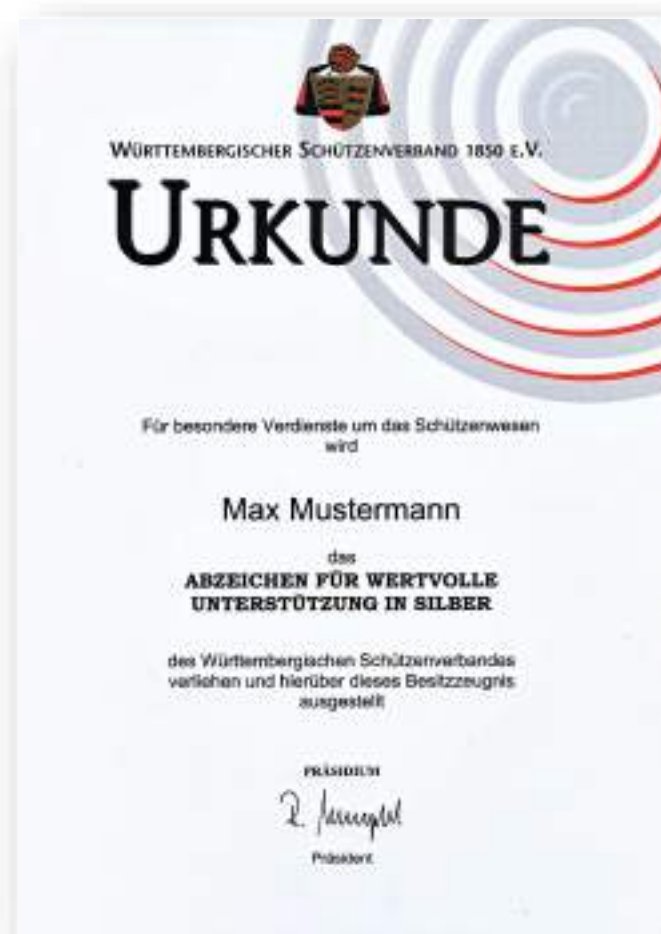 WÜRTTEMBERGISCHER SCHÜTZENVERBAND 1850 E.V.
URKUNDE
Für besondere Verdienste um das Schützenwesen
wird
Max Mustermann
das
ABZEICHEN FÜR WERTVOLLE
UNTERSTÜTZUNG IN SILBER
des Württembergischen Schützenverbandes
verliehen und hierüber dieses Besitzzeugnis
ausgestellt
PRÄSIDIUM
Präsident